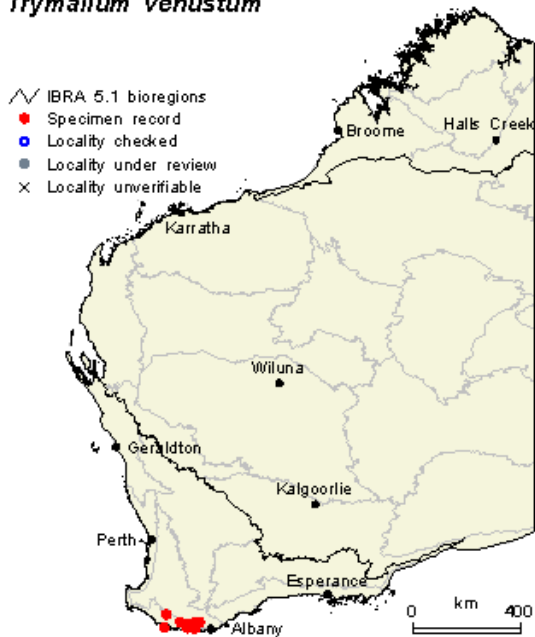 Trymalium venustum
IBRA 5.1 bioregions
Specimen record
Locality checked
Locality under review
Locality unverifiable
Broome
Halls Creek
Karratha
Wiluna
Geraldton
Kalgoorlie
Perth
Esperance
Albany
0 km 400